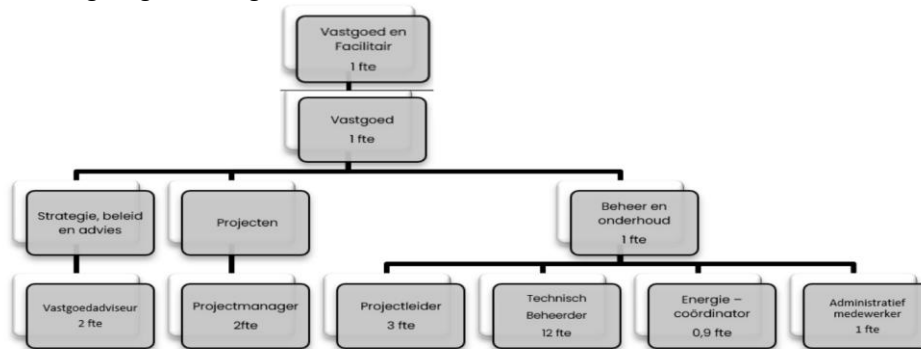 Vastgoed en
Facilitair
1 fte
Vastgoed
1 fte
Strategie, beleid
en advies
Projecten
Beheer en
onderhoud
1 fte
Vastgoedadviseur
2 fte
Projectmanager
2fte
Projectleider
3 fte
Technisch
Beheerder
12 fte
Energie –
coördinator
0,9 fte
Administratief
medewerker
1 fte